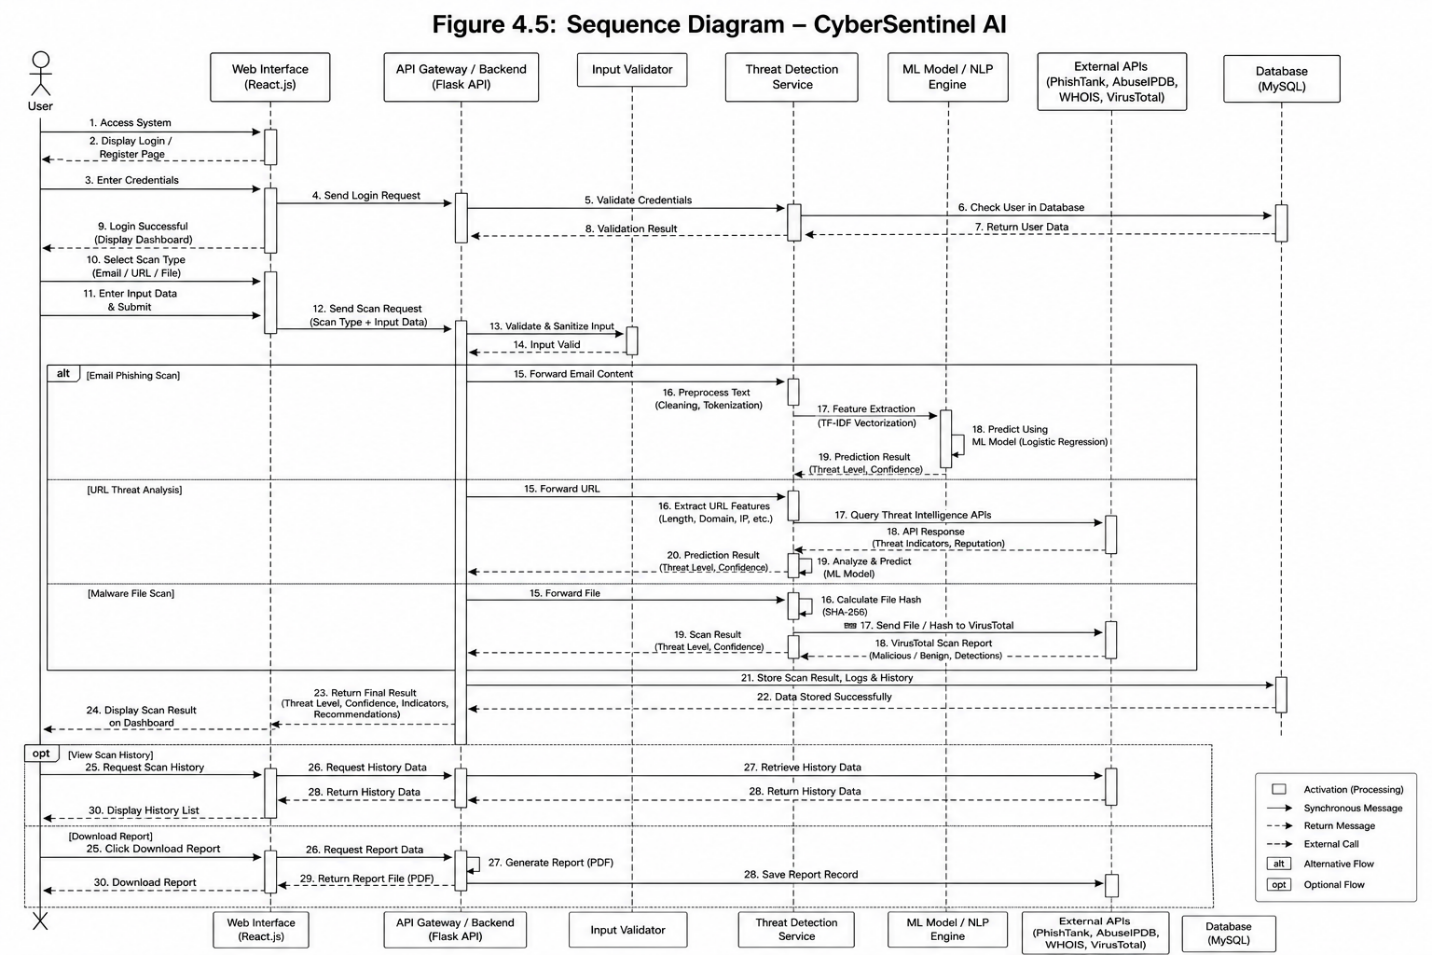 Figure 4.5: Sequence Diagram – CyberSentinel AI
User
Web Interface
(React.js)
API Gateway / Backend
(Flask API)
Input Validator
Threat Detection
Service
ML Model / NLP
Engine
External APIs
(PhishTank, AbuseIPDB,
WHOIS, VirusTotal)
Database
(MySQL)
1. Access System
2. Display Login /
Register Page
3. Enter Credentials
4. Send Login Request
5. Validate Credentials
6. Check User in Database
7. Return User Data
8. Validation Result
9. Login Successful
(Display Dashboard)
10. Select Scan Type
(Email / URL / File)
11. Enter Input Data
& Submit
12. Send Scan Request
(Scan Type + Input Data)
13. Validate & Sanitize Input
14. Input Valid
alt
[Email Phishing Scan]
15. Forward Email Content
16. Preprocess Text
(Cleaning, Tokenization)
17. Feature Extraction
(TF-IDF Vectorization)
18. Predict Using
ML Model (Logistic Regression)
19. Prediction Result
(Threat Level, Confidence)
[URL Threat Analysis]
15. Forward URL
16. Extract URL Features
(Length, Domain, IP, etc.)
17. Query Threat Intelligence APIs
18. API Response
(Threat Indicators, Reputation)
19. Analyze & Predict
(ML Model)
20. Prediction Result
(Threat Level, Confidence)
[Malware File Scan]
15. Forward File
16. Calculate File Hash
(SHA-256)
17. Send File / Hash to VirusTotal
18. VirusTotal Scan Report
(Malicious / Benign, Detections)
19. Scan Result
(Threat Level, Confidence)
21. Store Scan Result, Logs & History
22. Data Stored Successfully
23. Return Final Result
(Threat Level, Confidence, Indicators,
Recommendations)
24. Display Scan Result
on Dashboard
opt
[View Scan History]
25. Request Scan History
26. Request History Data
27. Retrieve History Data
28. Return History Data
28. Return History Data
30. Display History List
[Download Report]
25. Click Download Report
26. Request Report Data
27. Generate Report (PDF)
28. Save Report Record
29. Return Report File (PDF)
30. Download Report
Activation (Processing)
Synchronous Message
Return Message
External Call
alt
Alternative Flow
opt
Optional Flow
Web Interface
(React.js)
API Gateway / Backend
(Flask API)
Input Validator
Threat Detection
Service
ML Model / NLP
Engine
External APIs
(PhishTank, AbuseIPDB,
WHOIS, VirusTotal)
Database
(MySQL)